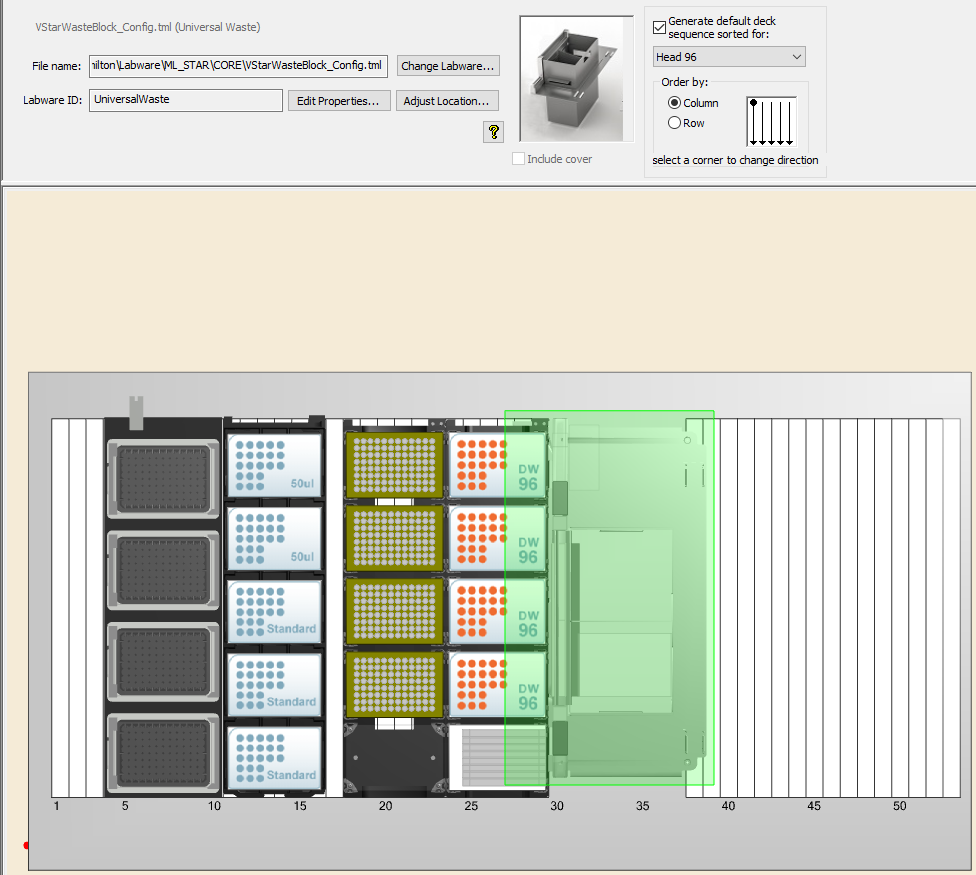 VStarWasteBlock_Config.tml (Universal Waste)
File name:
nilton\Labware\ML_STAR\CORE\VStarWasteBlock_Config.tml
Change Labware...
Labware ID:
UniversalWaste
Edit Properties...
Adjust Location...
?
Include cover
Generate default deck
sequence sorted for:
Head 96
Order by:
Column
Row
select a corner to change direction
50ul
DW
96
50ul
DW
96
Standard
DW
96
Standard
DW
96
Standard
1 5 10 15 20 25 30 35 40 45 50